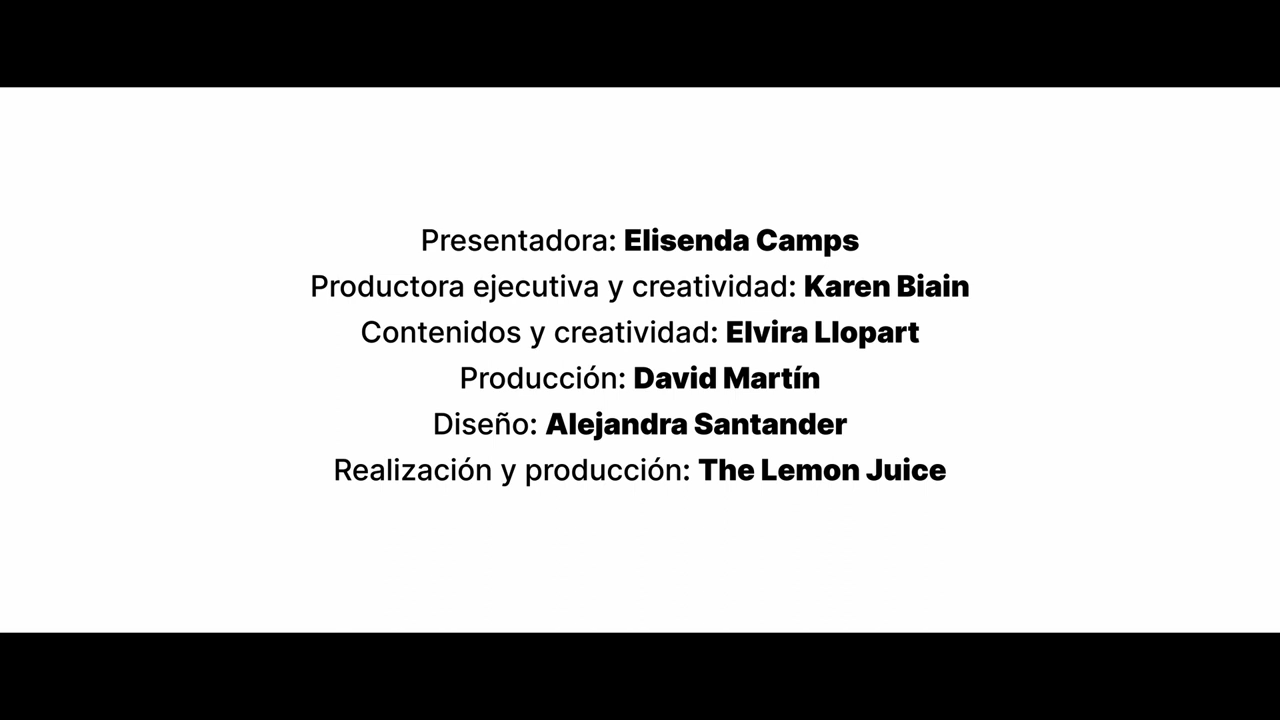 Presentadora: Elisenda Camps
Productora ejecutiva y creatividad: Karen Biain
Contenidos y creatividad: Elvira Llopart
Producción: David Martín
Diseño: Alejandra Santander
Realización y producción: The Lemon Juice